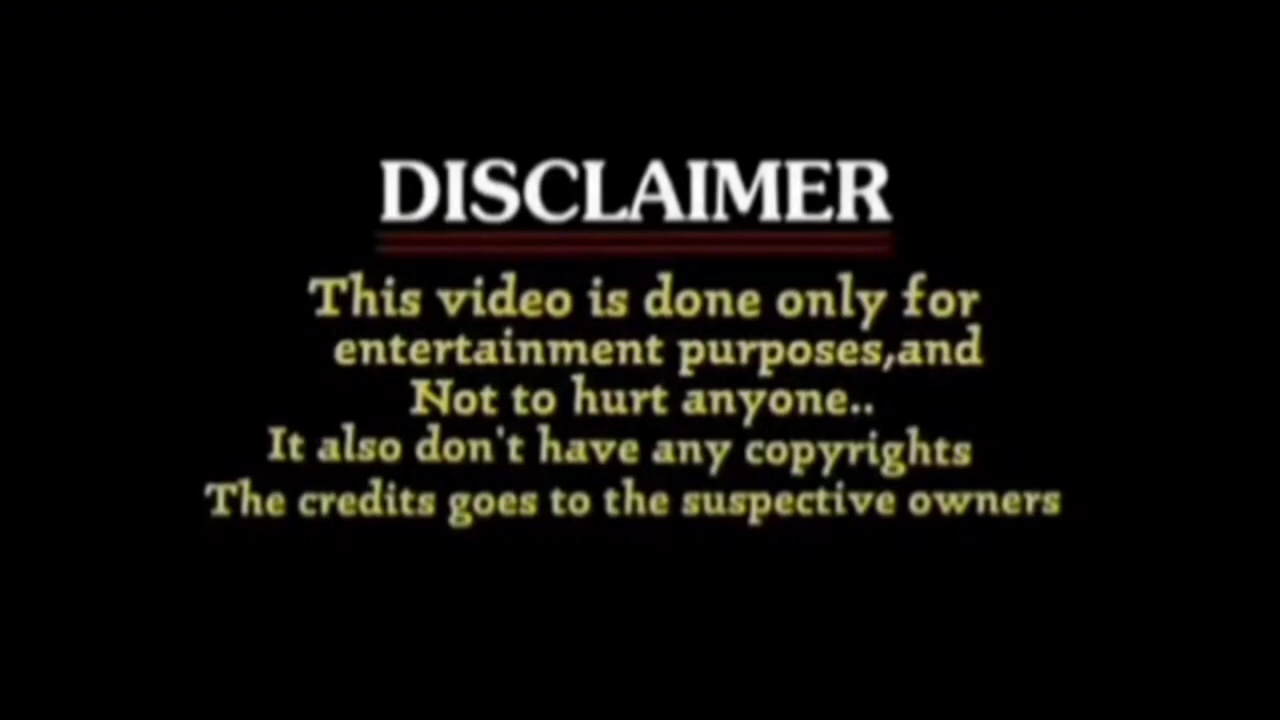 DISCLAIMER
This video is done only for
entertainment purposes,and
Not to hurt anyone..
It also don't have any copyrights
The credits goes to the suspective owners